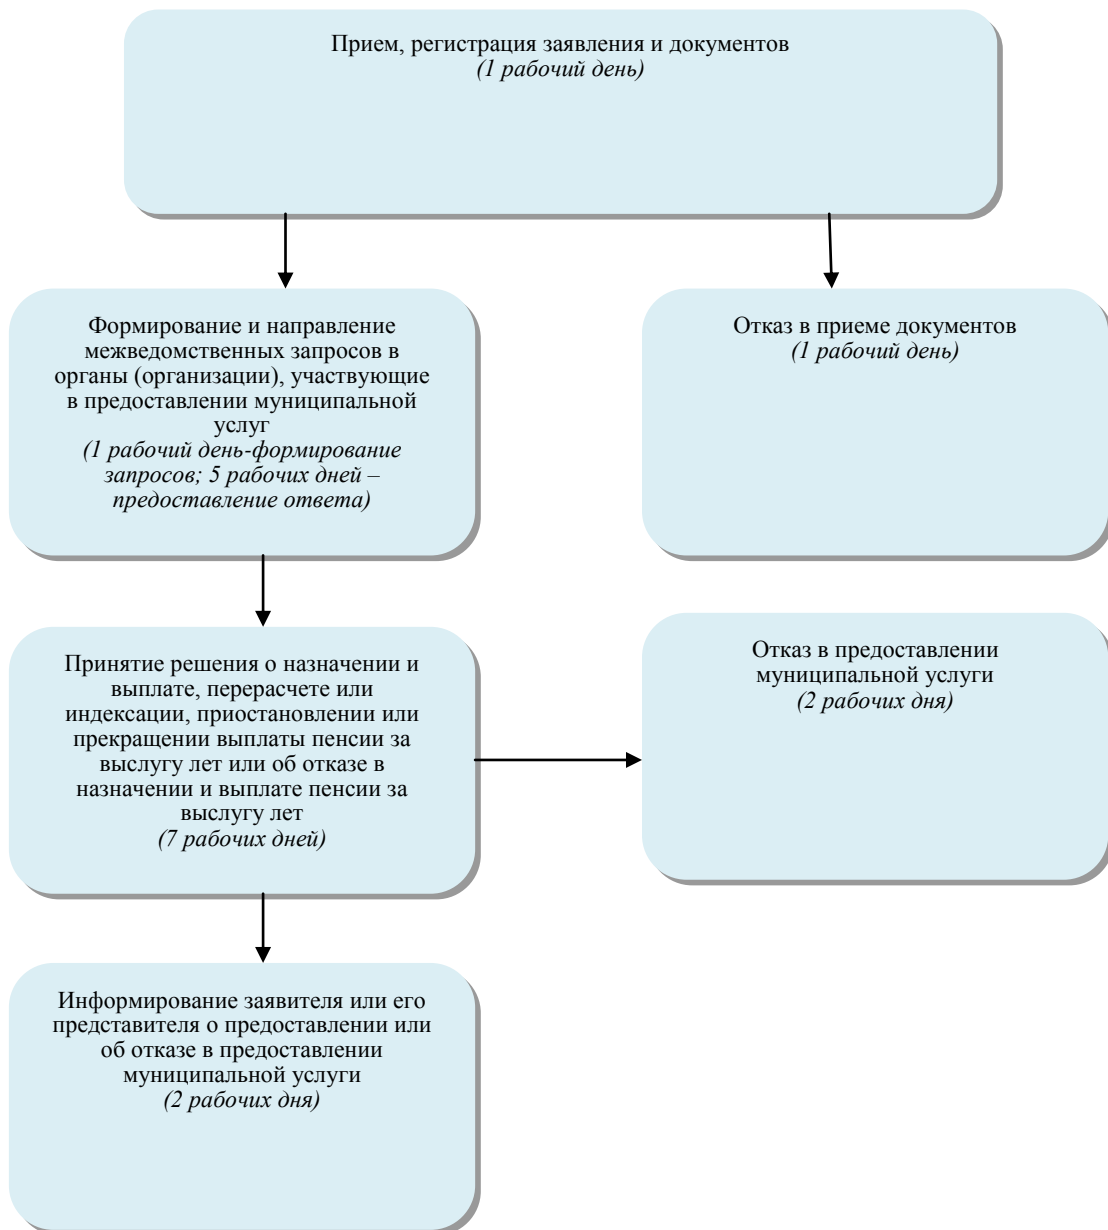 Прием, регистрация заявления и документов
(1 рабочий день)
Формирование и направление
межведомственных запросов в
органы (организации), участвующие
в предоставлении муниципальной
услуг
(1 рабочий день-формирование
запросов; 5 рабочих дней –
предоставление ответа)
Отказ в приеме документов
(1 рабочий день)
Принятие решения о назначении и
выплате, перерасчете или
индексации, приостановлении или
прекращении выплаты пенсии за
выслугу лет или об отказе в
назначении и выплате пенсии за
выслугу лет
(7 рабочих дней)
Отказ в предоставлении
муниципальной услуги
(2 рабочих дня)
Информирование заявителя или его
представителя о предоставлении или
об отказе в предоставлении
муниципальной услуги
(2 рабочих дня)